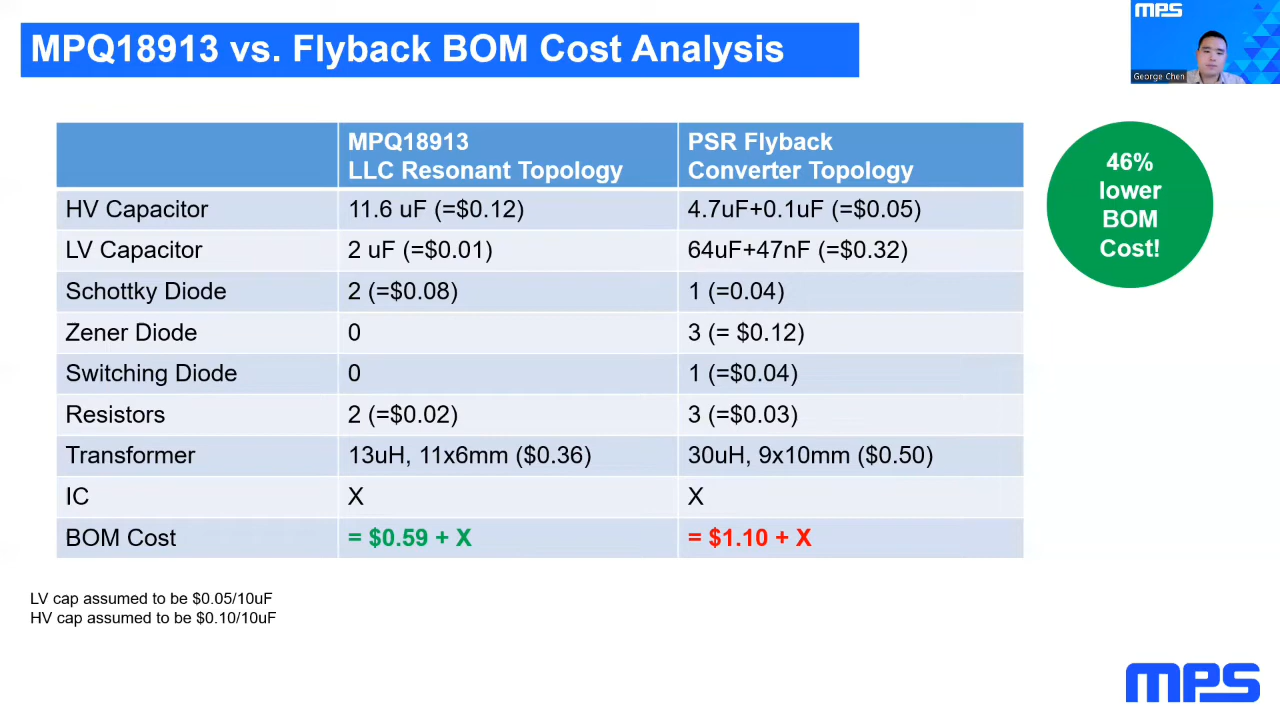 MPQ18913 vs. Flyback BOM Cost Analysis
MPS
George Chen
MPQ18913
LLC Resonant Topology
PSR Flyback
Converter Topology
HV Capacitor
11.6 uF (=$0.12)
4.7uF+0.1uF (=$0.05)
LV Capacitor
2 uF (=$0.01)
64uF+47nF (=$0.32)
Schottky Diode
2 (=$0.08)
1 (=0.04)
Zener Diode
0
3 (= $0.12)
Switching Diode
0
1 (=$0.04)
Resistors
2 (=$0.02)
3 (=$0.03)
Transformer
13uH, 11x6mm ($0.36)
30uH, 9x10mm ($0.50)
IC
X
X
BOM Cost
= $0.59 + X
= $1.10 + X
46%
lower
BOM
Cost!
LV cap assumed to be $0.05/10uF
HV cap assumed to be $0.10/10uF
MPS